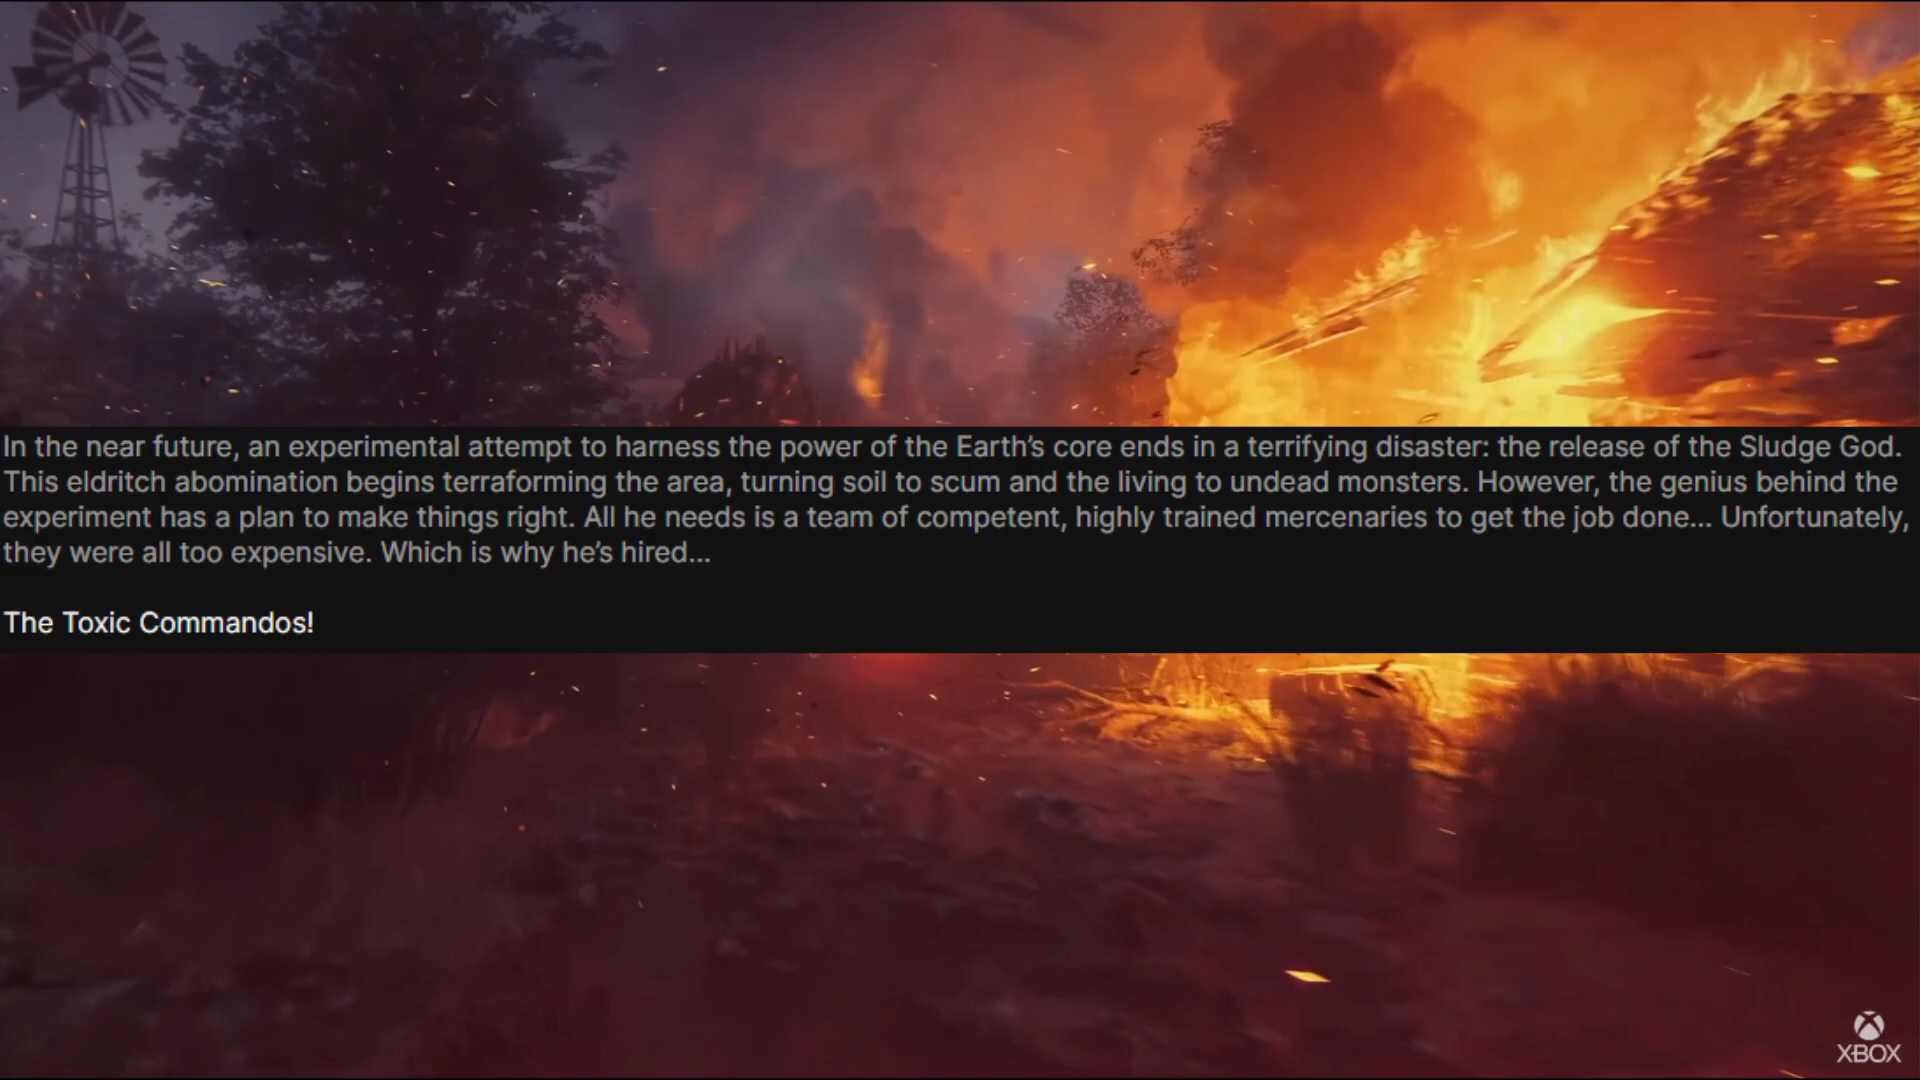 In the near future, an experimental attempt to harness the power of the Earth’s core ends in a terrifying disaster: the release of the Sludge God.
This eldritch abomination begins terraforming the area, turning soil to scum and the living to undead monsters. However, the genius behind the
experiment has a plan to make things right. All he needs is a team of competent, highly trained mercenaries to get the job done... Unfortunately,
they were all too expensive. Which is why he’s hired...
The Toxic Commandos!
XBOX